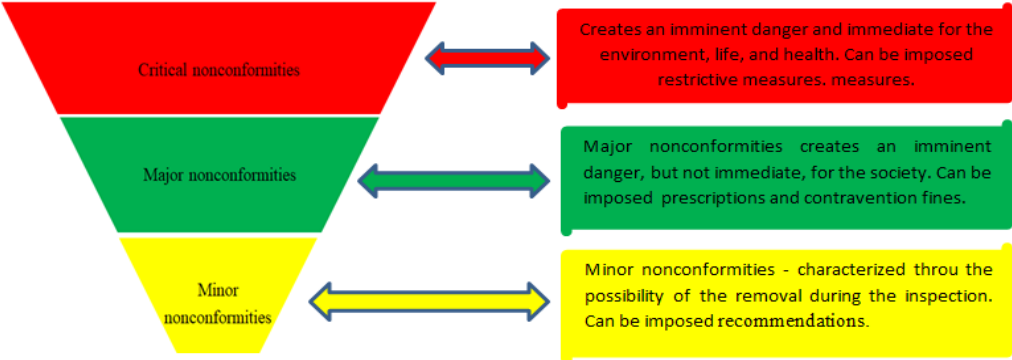 Critical nonconformities
Creates an imminent danger and immediate for the
environment, life, and health. Can be imposed
restrictive measures. measures.
Major nonconformities
Major nonconformities creates an imminent
danger, but not immediate, for the society. Can be
imposed prescriptions and contravention fines.
Minor
nonconformities
Minor nonconformities - characterized throu the
possibility of the removal during the inspection.
Can be imposed recommendations.